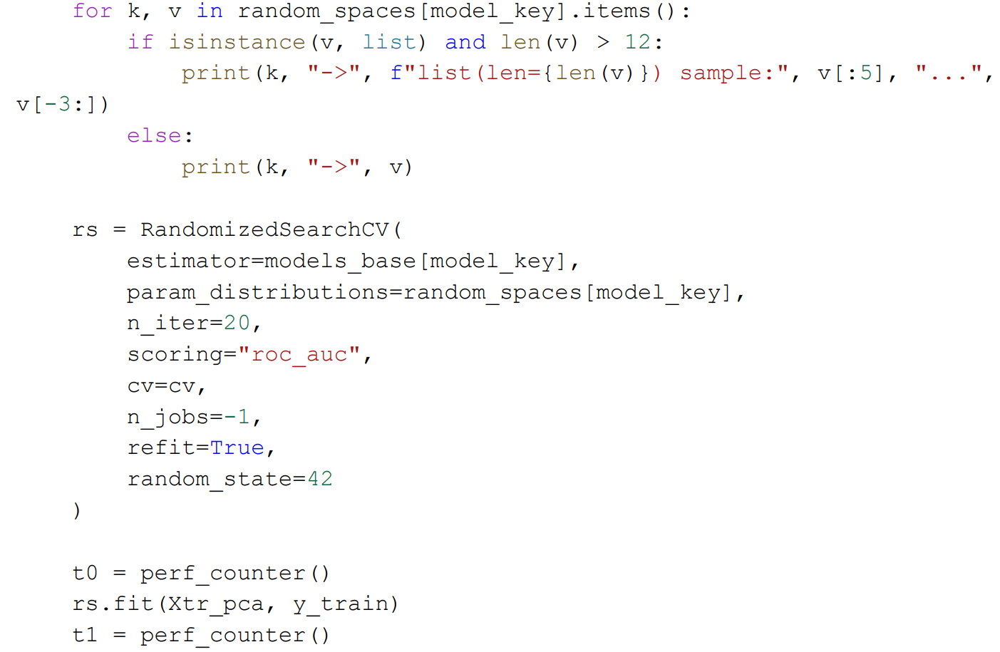 for k, v in random_spaces[model_key].items():
        if isinstance(v, list) and len(v) > 12:
            print(k, "->", f"list(len={len(v)}) sample:", v[:5], "...",
v[-3:])
        else:
            print(k, "->", v)

    rs = RandomizedSearchCV(
        estimator=models_base[model_key],
        param_distributions=random_spaces[model_key],
        n_iter=20,
        scoring="roc_auc",
        cv=cv,
        n_jobs=-1,
        refit=True,
        random_state=42
    )

    t0 = perf_counter()
    rs.fit(Xtr_pca, y_train)
    t1 = perf_counter()